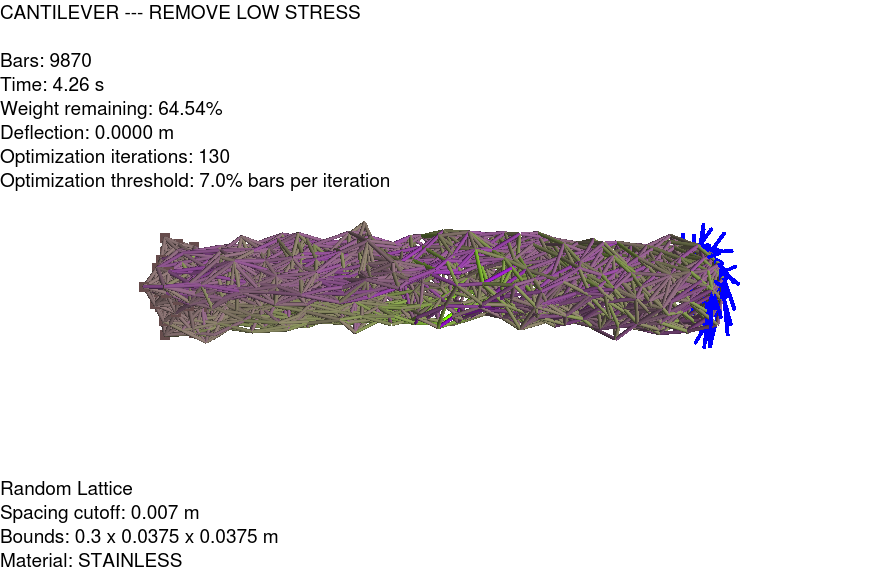 CANTILEVER --- REMOVE LOW STRESS
Bars: 9870
Time: 4.26 s
Weight remaining: 64.54%
Deflection: 0.0000 m
Optimization iterations: 130
Optimization threshold: 7.0% bars per iteration
Random Lattice
Spacing cutoff: 0.007 m
Bounds: 0.3 x 0.0375 x 0.0375 m
Material: STAINLESS